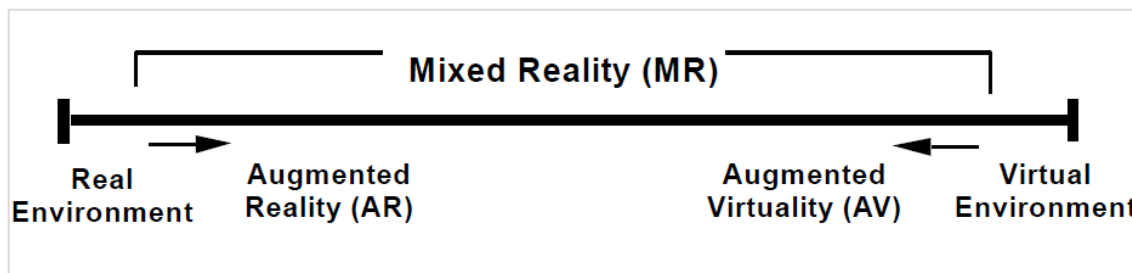 Mixed Reality (MR)
Real
Environment
Augmented
Reality (AR)
Augmented
Virtuality (AV)
Virtual
Environment